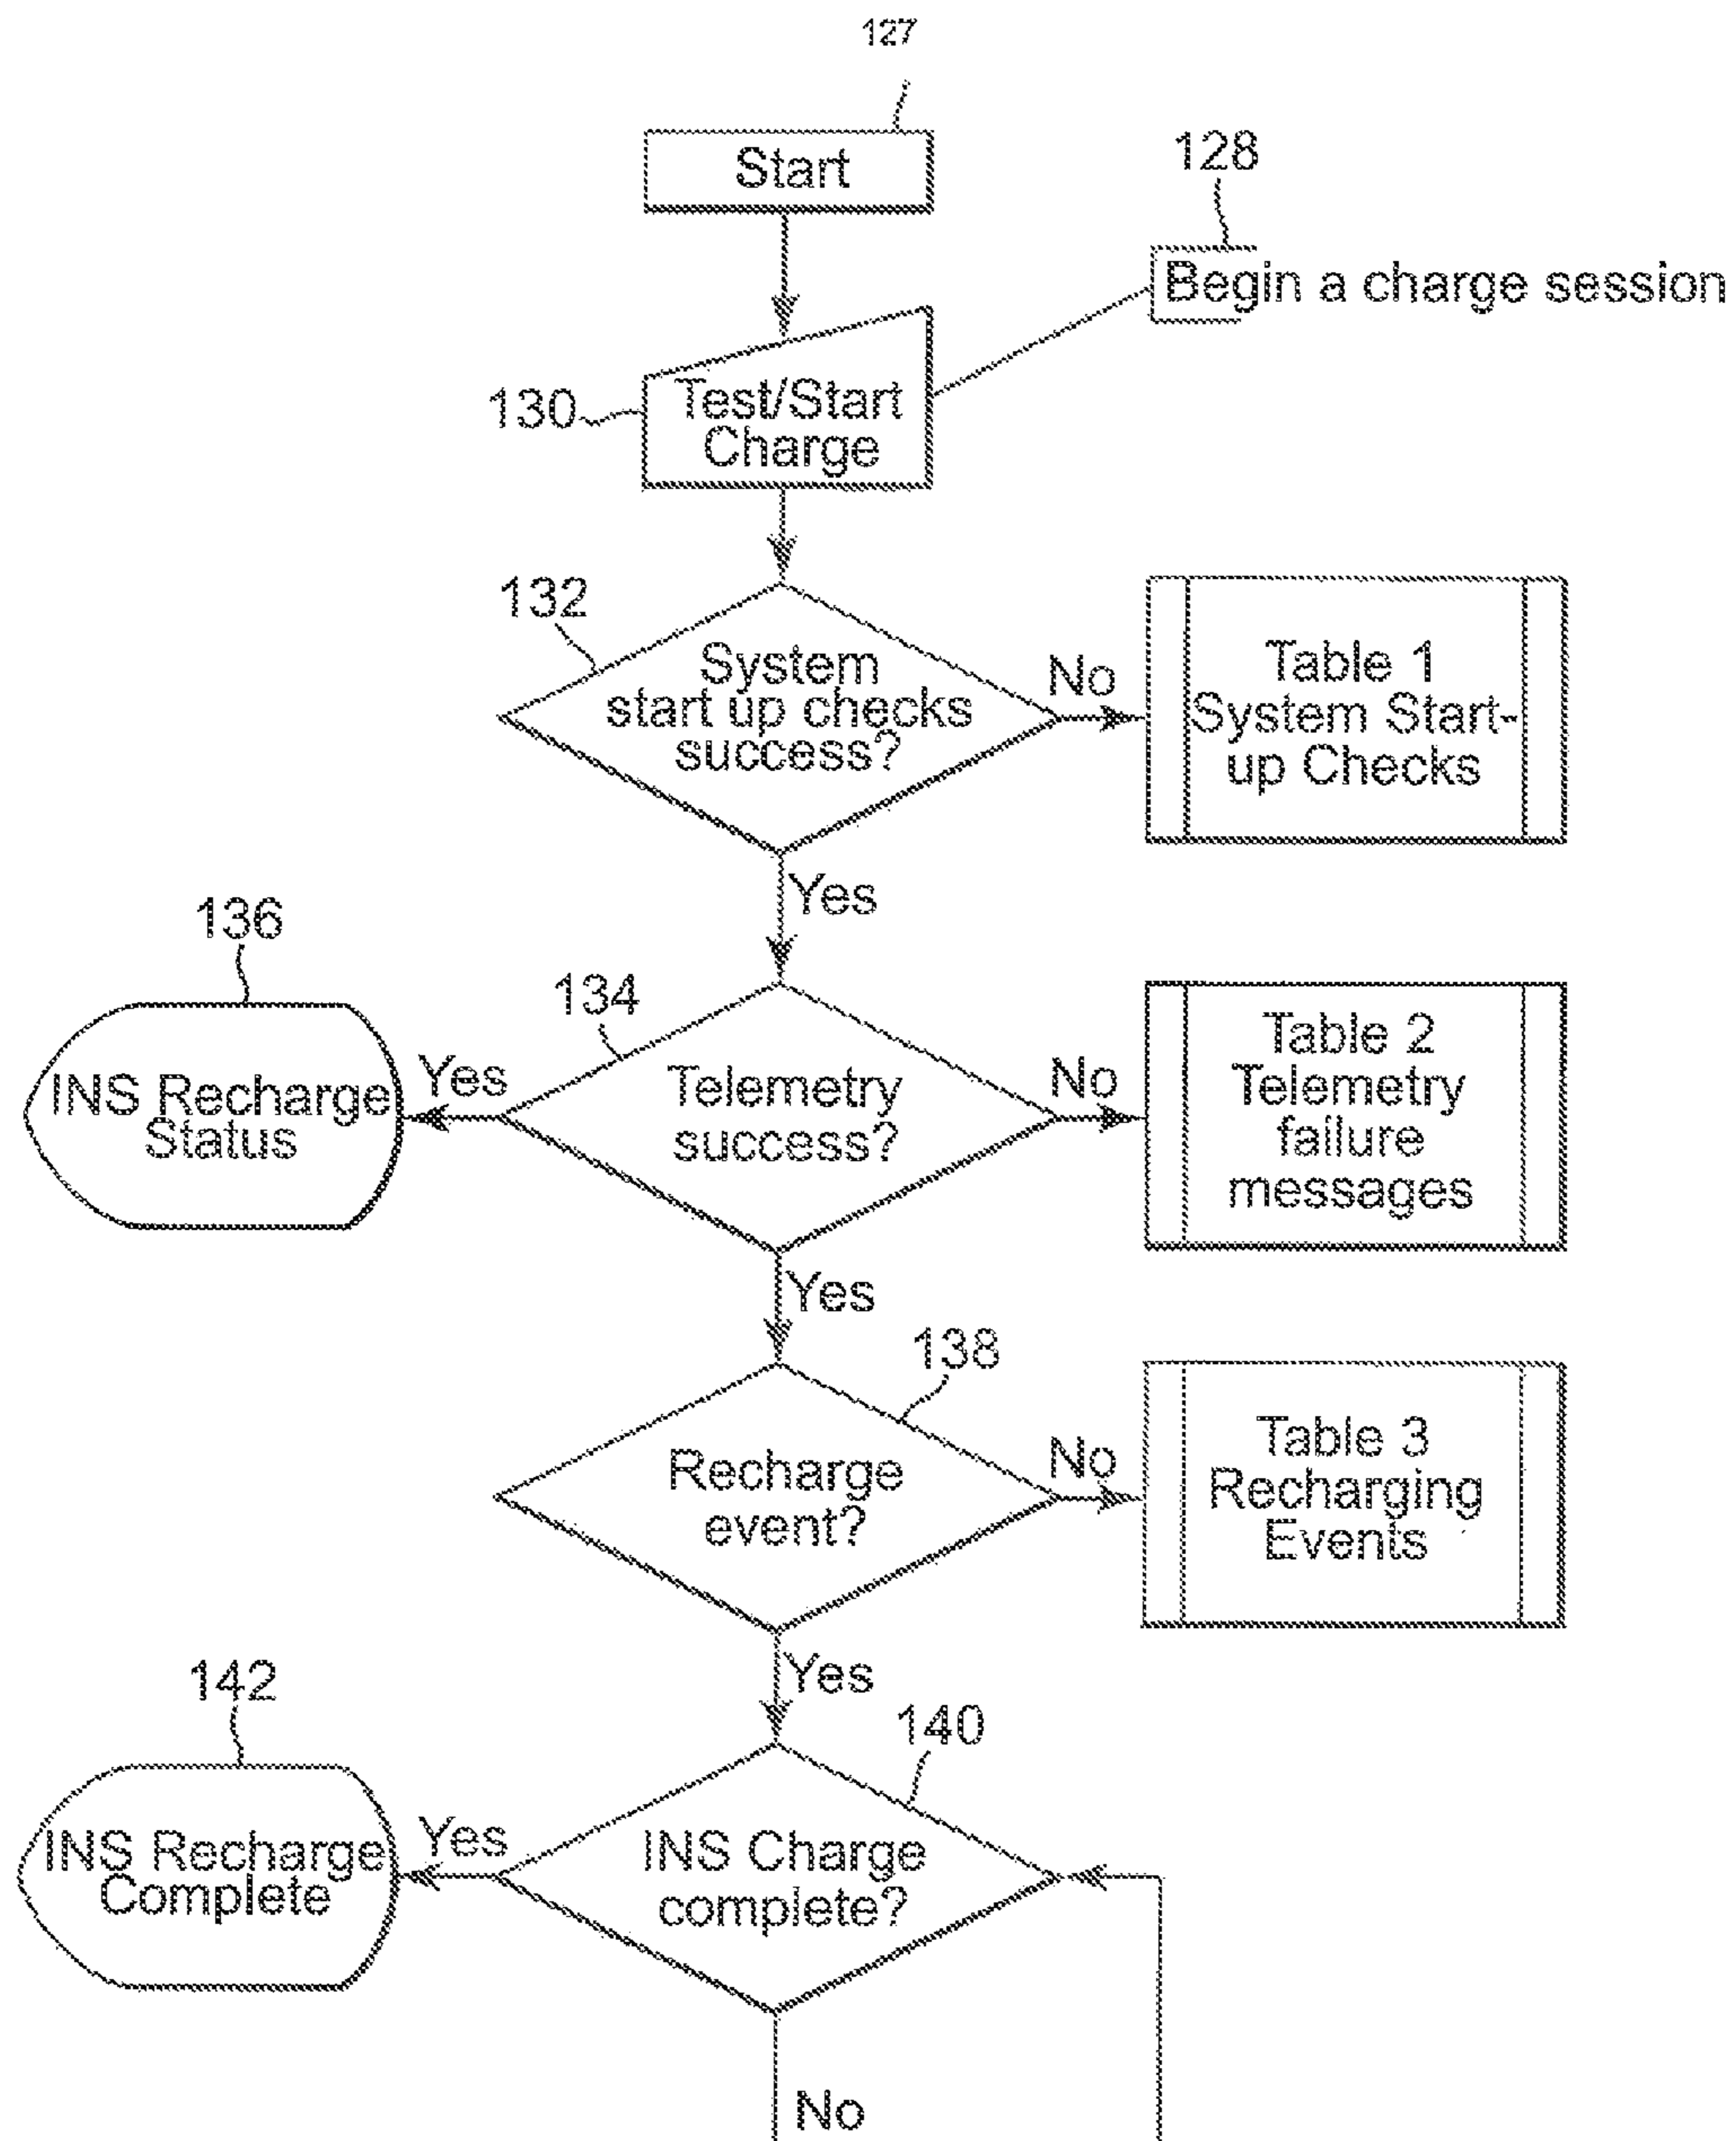 127
Start
128
Begin a charge session
130
Test/Start
Charge
132
System
start up checks
success?
No
Table 1
System Start-
up Checks
Yes
136
134
INS Recharge
Status
Yes
Telemetry
success?
No
Table 2
Telemetry
failure
messages
Yes
138
Recharge
event?
No
Table 3
Recharging
Events
Yes
142
140
INS Recharge
Complete
Yes
INS Charge
complete?
No